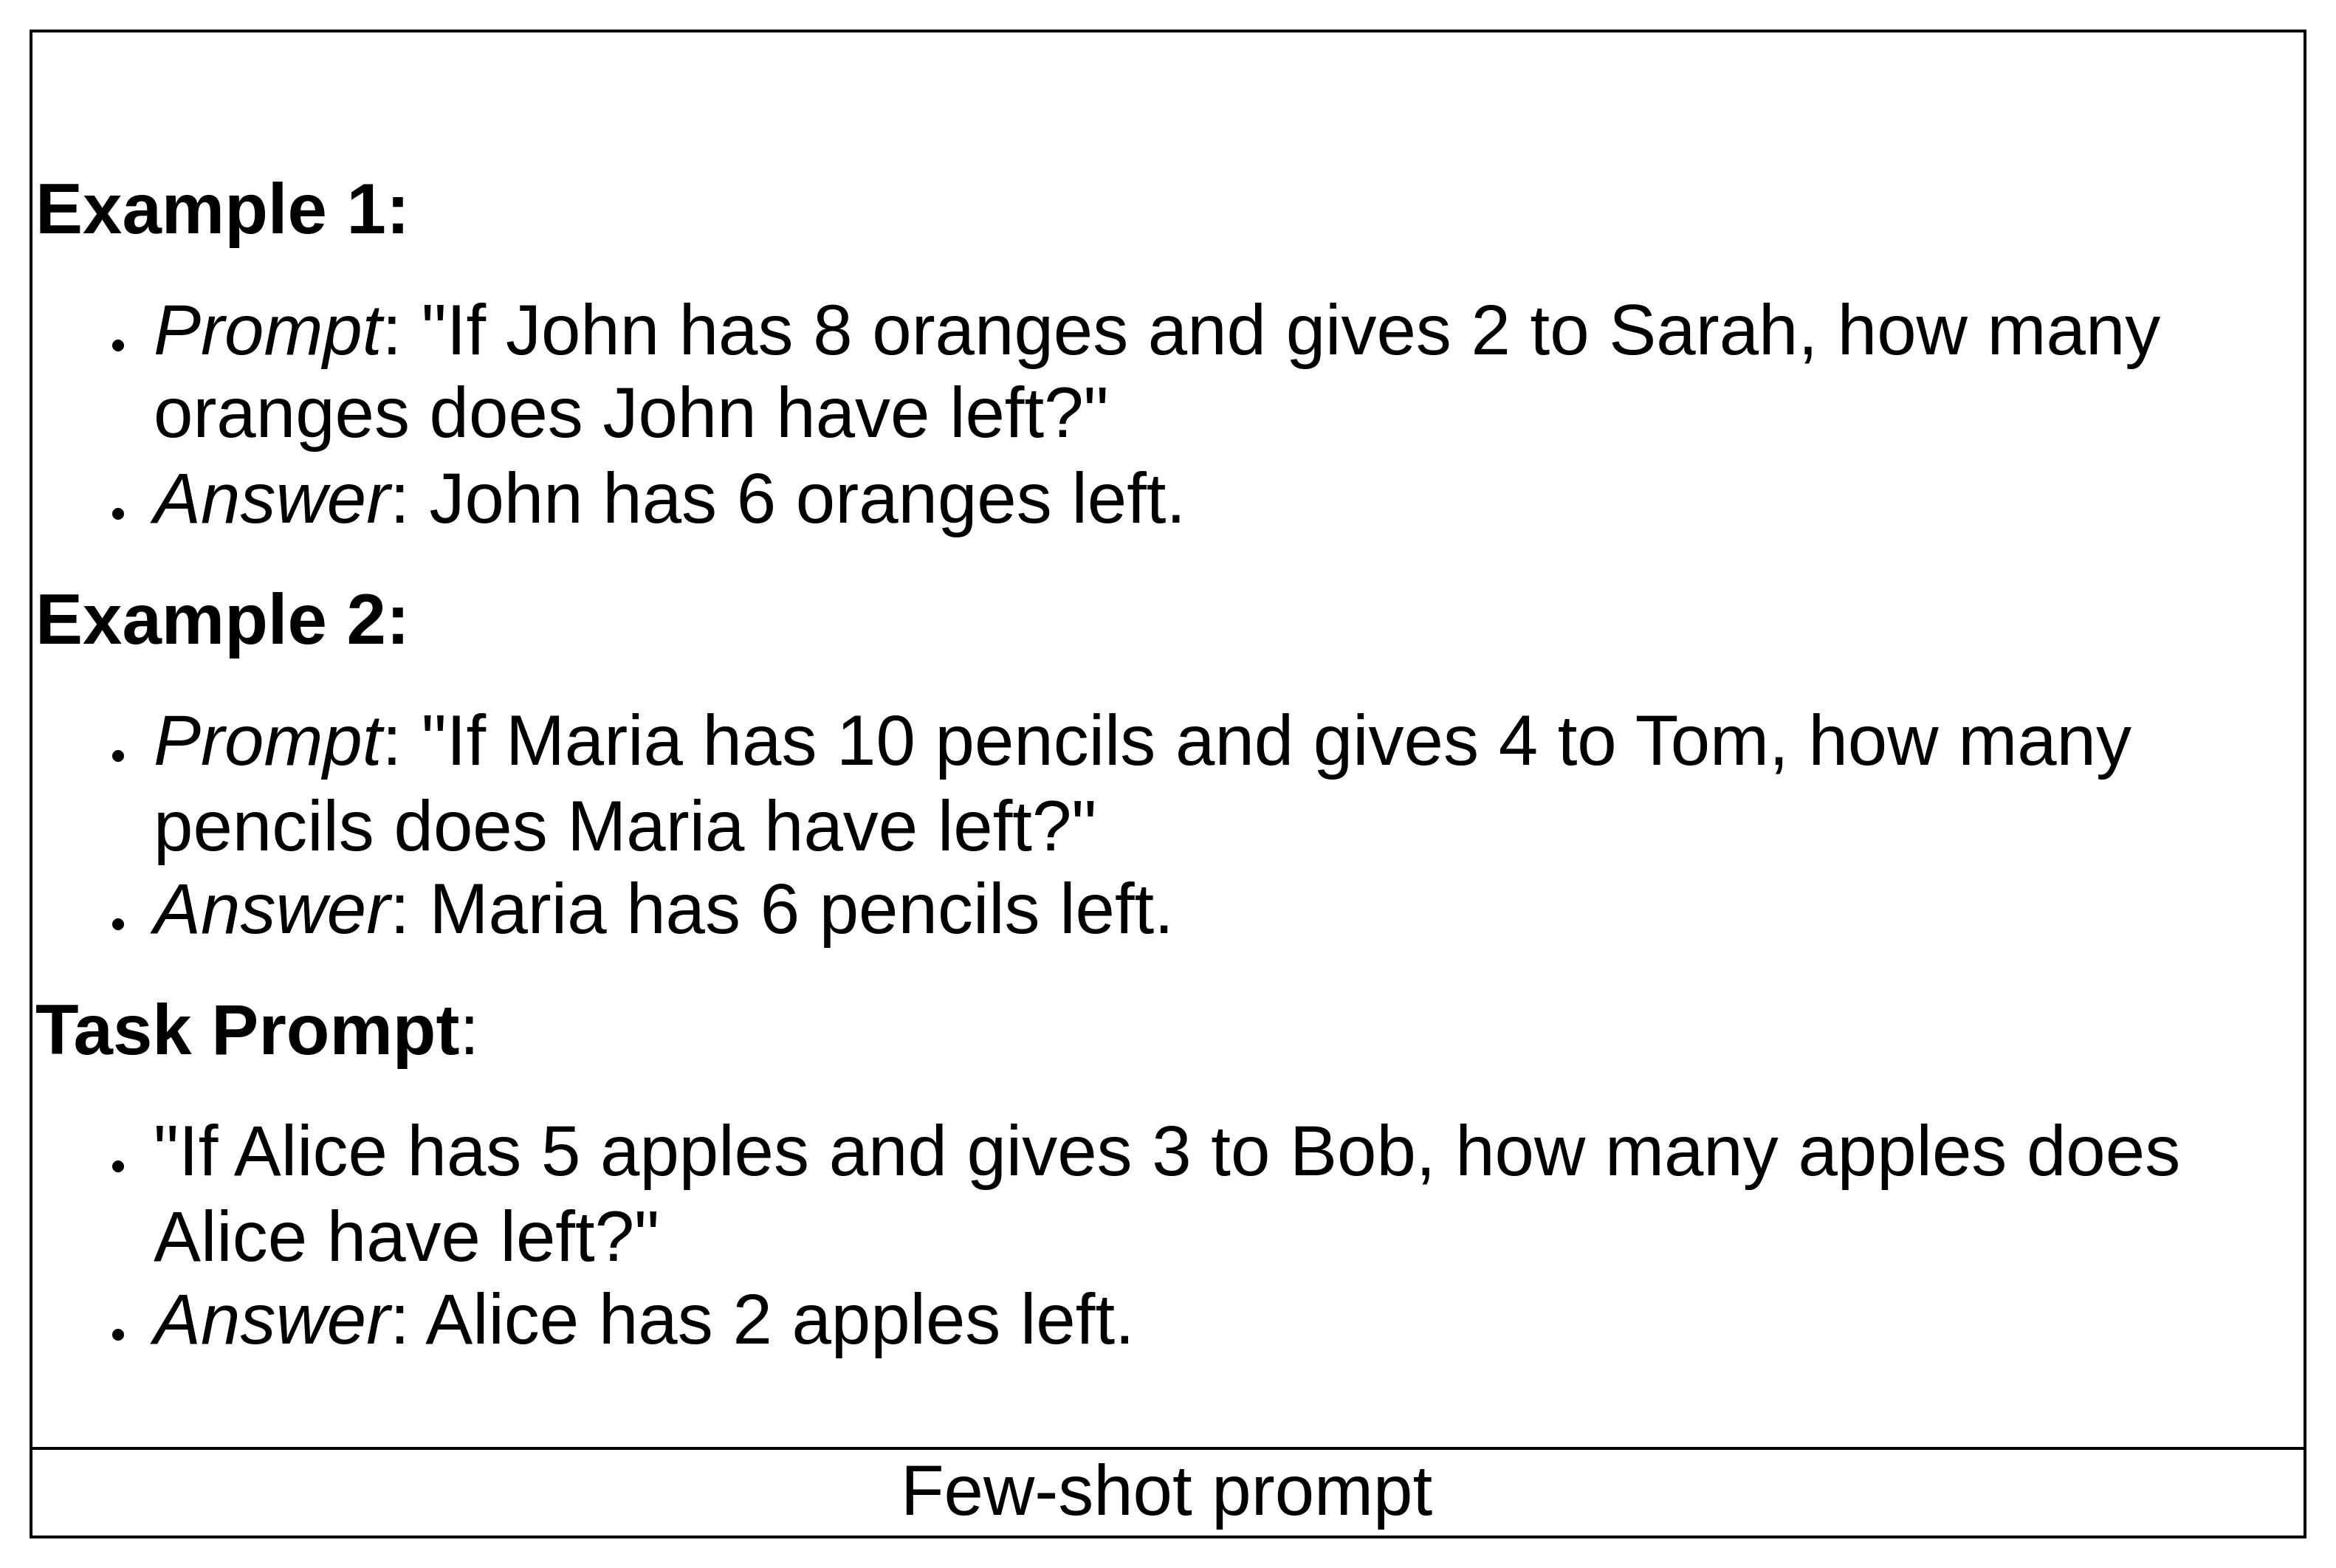 Example 1:
• Prompt: "If John has 8 oranges and gives 2 to Sarah, how many
oranges does John have left?"
• Answer: John has 6 oranges left.
Example 2:
• Prompt: "If Maria has 10 pencils and gives 4 to Tom, how many
pencils does Maria have left?"
• Answer: Maria has 6 pencils left.
Task Prompt:
• "If Alice has 5 apples and gives 3 to Bob, how many apples does
Alice have left?"
• Answer: Alice has 2 apples left.
Few-shot prompt